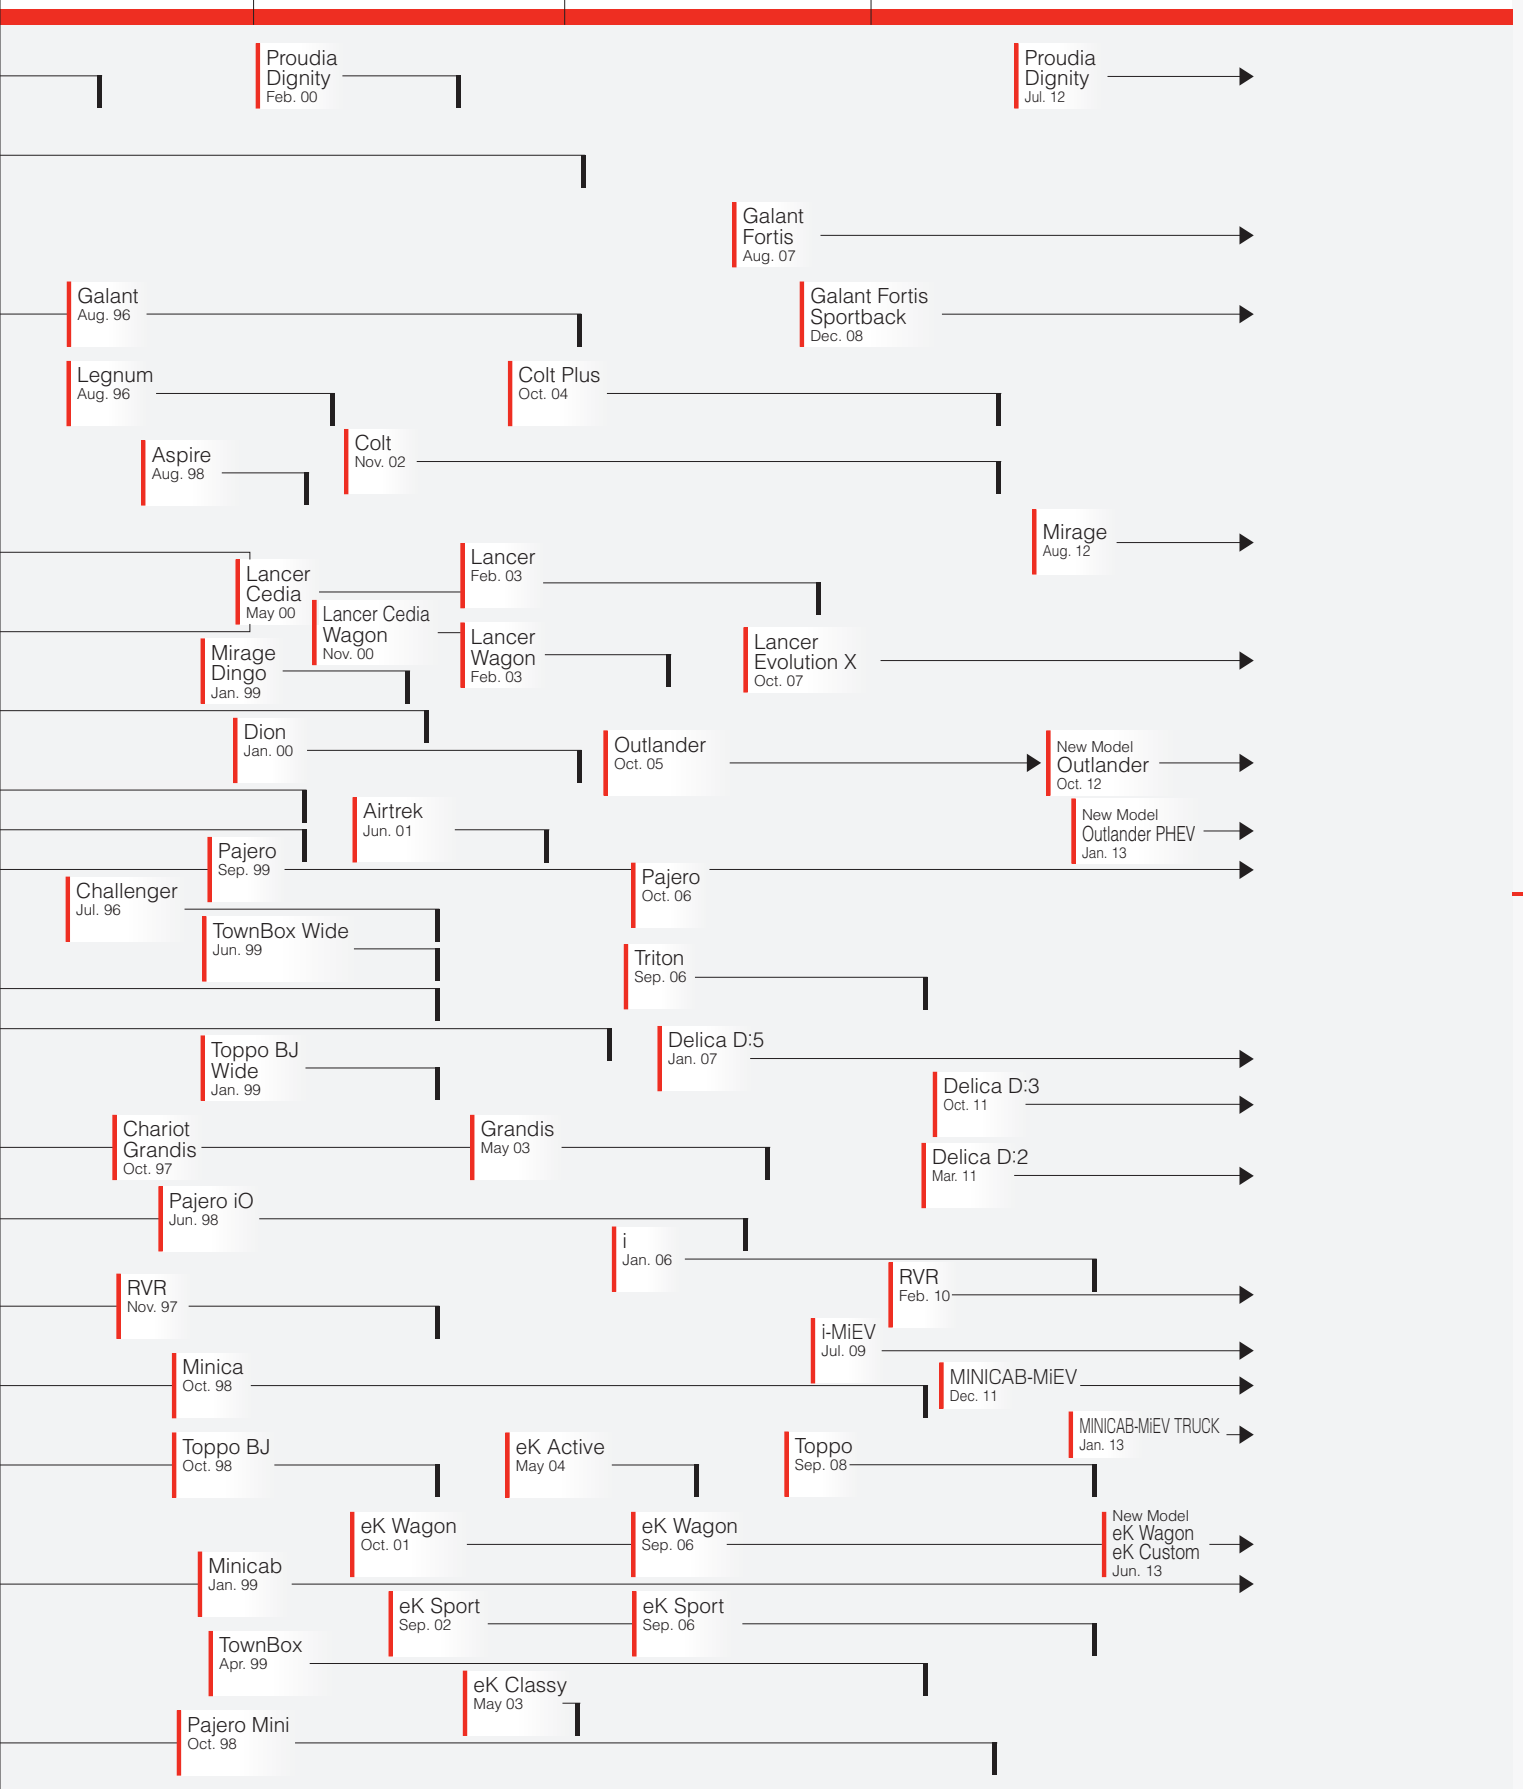 Proudia
Dignity
Feb. 00
Proudia
Dignity
Jul. 12
Galant
Fortis
Aug. 07
Galant
Aug. 96
Galant Fortis
Sportback
Dec. 08
Legnum
Aug. 96
Colt Plus
Oct. 04
Aspire
Aug. 98
Colt
Nov. 02
Mirage
Aug. 12
Lancer
Cedia
May 00
Lancer
Feb. 03
Lancer Cedia
Wagon
Nov. 00
Lancer
Wagon
Feb. 03
Lancer
Evolution X
Oct. 07
Mirage
Dingo
Jan. 99
Dion
Jan. 00
Outlander
Oct. 05
New Model
Outlander
Oct. 12
Airtrek
Jun. 01
New Model
Outlander PHEV
Jan. 13
Pajero
Sep. 99
Pajero
Oct. 06
Challenger
Jul. 96
TownBox Wide
Jun. 99
Triton
Sep. 06
Toppo BJ
Wide
Jan. 99
Delica D:5
Jan. 07
Delica D:3
Oct. 11
Chariot
Grandis
Oct. 97
Grandis
May 03
Delica D:2
Mar. 11
Pajero iO
Jun. 98
i
Jan. 06
RVR
Nov. 97
RVR
Feb. 10
i-MiEV
Jul. 09
Minica
Oct. 98
MINICAB-MiEV
Dec. 11
MINICAB-MiEV TRUCK
Jan. 13
Toppo BJ
Oct. 98
eK Active
May 04
Toppo
Sep. 08
eK Wagon
Oct. 01
eK Wagon
Sep. 06
New Model
eK Wagon
eK Custom
Jun. 13
Minicab
Jan. 99
eK Sport
Sep. 02
eK Sport
Sep. 06
TownBox
Apr. 99
eK Classy
May 03
Pajero Mini
Oct. 98